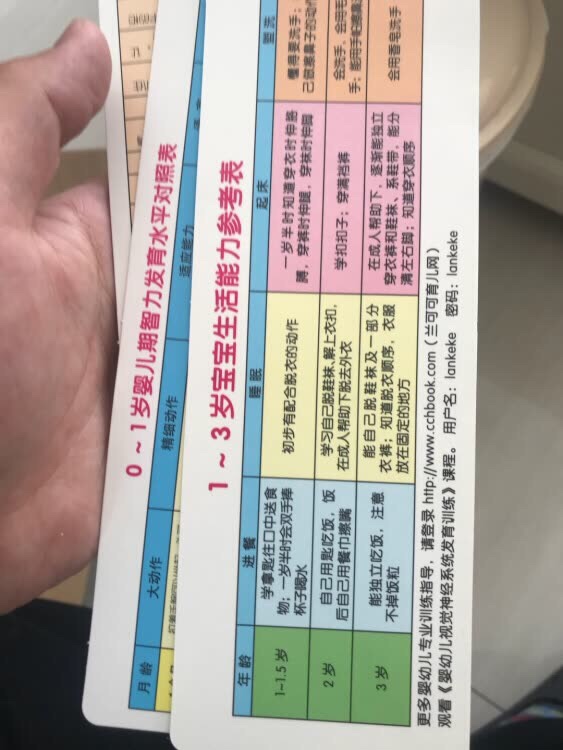 0～1岁婴儿期智力发育水平对照表
月龄
大动作
精细动作
适应能力
1～3岁宝宝生活能力参考表
年龄
进餐
睡眠
起床
盥洗
1~1.5岁
学拿匙往口中送食
物；一岁半时会双手捧
杯子喝水
初步有配合脱衣的动作
一岁半时知道穿衣时伸胳
膊，穿裤时伸腿，穿袜时伸脚
懂得要洗手；
己做擦鼻子的动作
2岁
自己用匙吃饭，饭
后自己用餐巾擦嘴
学习自己脱鞋袜、解上衣扣，
在成人帮助下脱去外衣
学扣扣子；穿满裆裤
会洗手，会用毛
手；能用手帕擦鼻
3岁
能独立吃饭，注意
不掉饭粒
能自己脱鞋袜及一部分
衣裤；知道脱衣顺序，衣服
放在固定的地方
在成人帮助下，逐渐能独立
穿衣裤和鞋袜、系鞋带，能分
清左右脚；知道穿衣顺序
会用香皂洗手
更多婴幼儿专业训练指导，请登录 http://www.cchbook.com（兰可可育儿网）
观看《婴幼儿视觉神经系统发育训练》课程。 用户名：lankeke 密码：lankeke